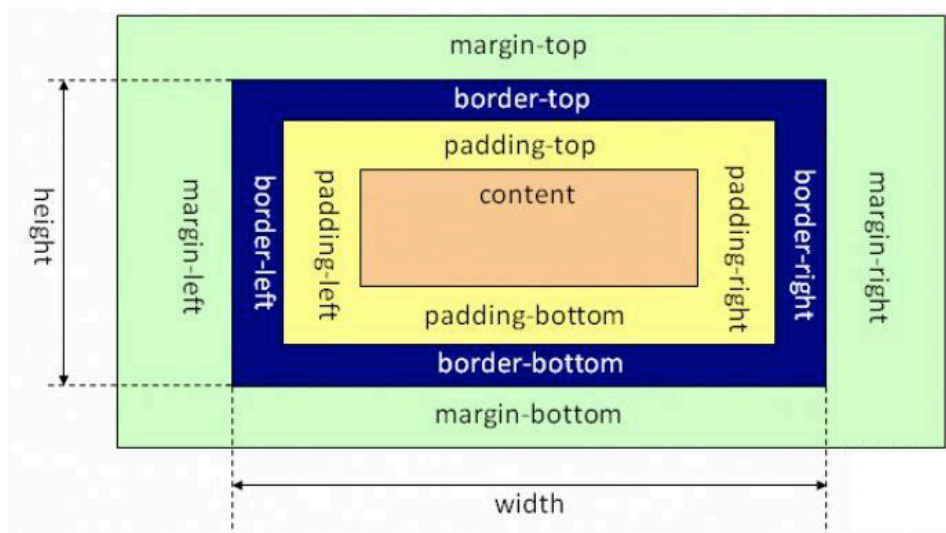 margin-top
border-top
padding-top
content
height
margin-left
border-left
padding-left
padding-right
border-right
margin-right
padding-bottom
border-bottom
margin-bottom
width